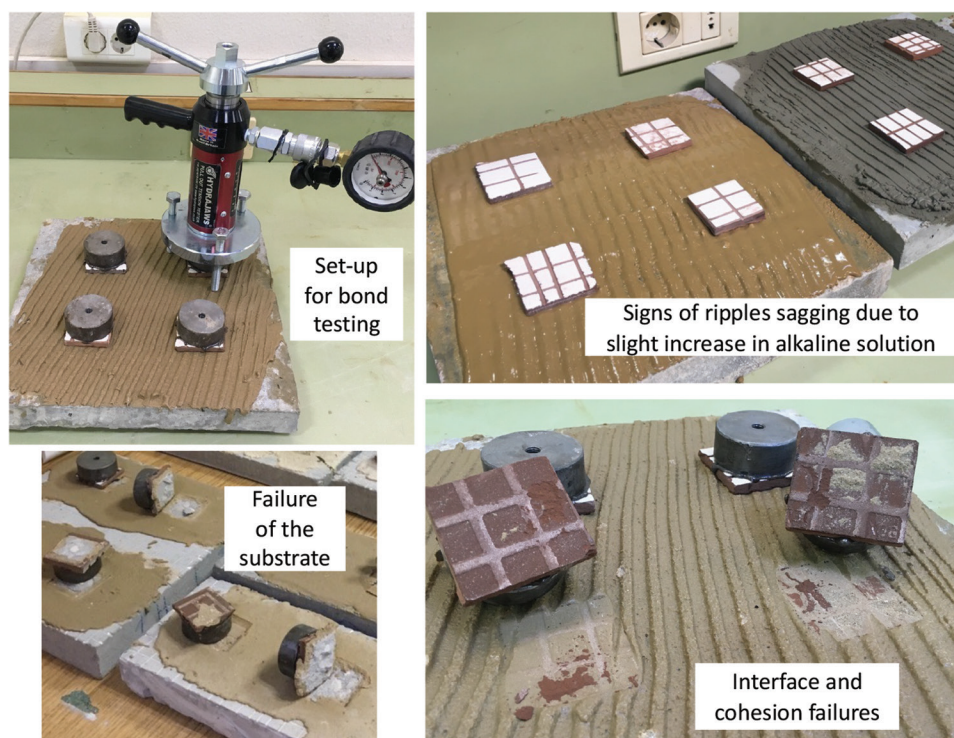 HYDRAJAWS
Set-up
for bond
testing
Signs of ripples sagging due to
slight increase in alkaline solution
Failure
of the
substrate
Interface and
cohesion failures